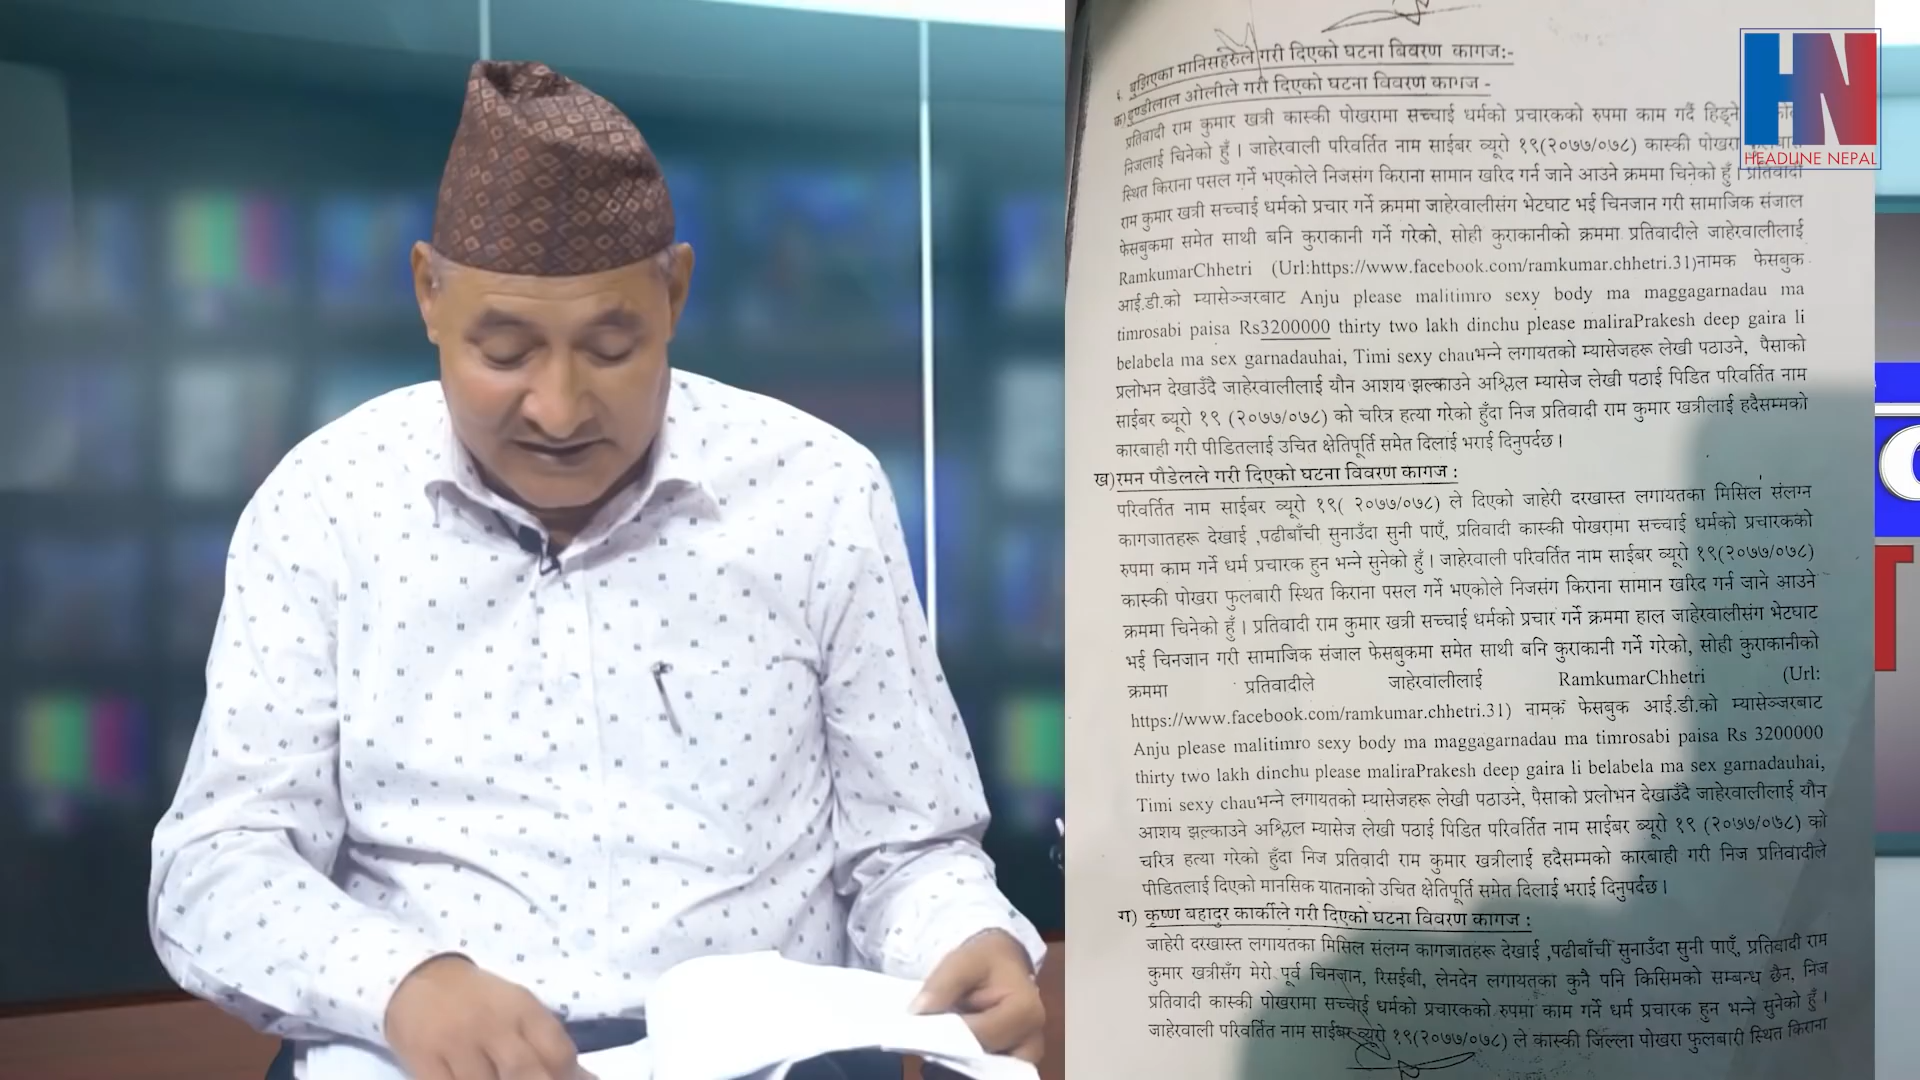 ६. बुझिएका मानिसहरुले गरी दिएको घटना बिबरण कागज:-
क) दुण्डीलाल ओलीले गरी दिएको घटना विवरण कागज -
प्रतिवादी राम कुमार खत्री कास्की पोखरामा सच्चाई धर्मको प्रचारकको रुपमा काम गर्दै हिड्ने
निजलाई चिनेको हुँ । जाहेरवाली परिवर्तित नाम साईबर व्यूरो १९(२०७७/०७८) कास्की पोखरा
स्थित किराना पसल गर्ने भएकोले निजसंग किराना सामान खरिद गर्न जाने आउने क्रममा चिनेको हुँ । प्रतिवादी
राम कुमार खत्री सच्चाई धर्मको प्रचार गर्ने क्रममा जाहेरवालीसंग भेटघाट भई चिनजान गरी सामाजिक संजाल
फेसबुकमा समेत साथी बनि कुराकानी गर्ने गरेको, सोही कुराकानीको क्रममा प्रतिवादीले जाहेरवालीलाई
RamkumarChhetri (Url:https://www.facebook.com/ramkumar.chhetri.31)नामक फेसबुक
आई.डी.को म्यासेञ्जरबाट Anju please malitimro sexy body ma maggagarnadau ma
timrosabi paisa Rs3200000 thirty two lakh dinchu please maliraPrakesh deep gaira li
belabela ma sex garnadauhai, Timi sexy chauभन्ने लगायतको म्यासेजहरू लेखी पठाउने, पैसाको
प्रलोभन देखाउँदै जाहेरवालीलाई यौन आशय झल्काउने अश्लिल म्यासेज लेखी पठाई पिडित परिवर्तित नाम
साईबर ब्यूरो १९ (२०७७/०७८) को चरित्र हत्या गरेको हुँदा निज प्रतिवादी राम कुमार खत्रीलाई हदैसम्मको
कारबाही गरी पीडितलाई उचित क्षेतिपूर्ति समेत दिलाई भराई दिनुपर्दछ ।
ख)रमन पौडेलले गरी दिएको घटना विवरण कागज :
परिवर्तित नाम साईबर व्यूरो १९( २०७७/०७८) ले दिएको जाहेरी दरखास्त लगायतका मिसिल संलग्न
कागजातहरू देखाई ,पढीबाँची सुनाउँदा सुनी पाएँ, प्रतिवादी कास्की पोखरामा सच्चाई धर्मको प्रचारकको
रुपमा काम गर्ने धर्म प्रचारक हुन भन्ने सुनेको हुँ । जाहेरवाली परिवर्तित नाम साईबर व्यूरो १९(२०७७/०७८)
कास्की पोखरा फुलबारी स्थित किराना पसल गर्ने भएकोले निजसंग किराना सामान खरिद गर्न जाने आउने
क्रममा चिनेको हुँ । प्रतिवादी राम कुमार खत्री सच्चाई धर्मको प्रचार गर्ने क्रममा हाल जाहेरवालीसंग भेटघाट
भई चिनजान गरी सामाजिक संजाल फेसबुकमा समेत साथी बनि कुराकानी गर्ने गरेको, सोही कुराकानीको
क्रममा प्रतिवादीले जाहेरवालीलाई RamkumarChhetri (Url:
https://www.facebook.com/ramkumar.chhetri.31) नामक फेसबुक आई.डी.को म्यासेञ्जरबाट
Anju please malitimro sexy body ma maggagarnadau ma timrosabi paisa Rs 3200000
thirty two lakh dinchu please maliraPrakesh deep gaira li belabela ma sex garnadauhai,
Timi sexy chauभन्ने लगायतको म्यासेजहरू लेखी पठाउने, पैसाको प्रलोभन देखाउँदै जाहेरवालीलाई यौन
आशय झल्काउने अश्लिल म्यासेज लेखी पठाई पिडित परिवर्तित नाम साईबर ब्यूरो १९ (२०७७/०७८) को
चरित्र हत्या गरेको हुँदा निज प्रतिवादी राम कुमार खत्रीलाई हदैसम्मको कारबाही गरी निज प्रतिवादीले
पीडितलाई दिएको मानसिक यातनाको उचित क्षेतिपूर्ति समेत दिलाई भराई दिनुपर्दछ ।
ग) कृष्ण बहादुर कार्कीले गरी दिएको घटना विवरण कागज :
जाहेरी दरखास्त लगायतका मिसिल संलग्न कागजातहरू देखाई ,पढीबाँची सुनाउँदा सुनी पाएँ, प्रतिवादी राम
कुमार खत्रीसँग मेरो पूर्व चिनजान, रिसईबी, लेनदेन लगायतका कुनै पनि किसिमको सम्बन्ध छैन, निज
प्रतिवादी कास्की पोखरामा सच्चाई धर्मको प्रचारकको रुपमा काम गर्ने धर्म प्रचारक हुन भन्ने सुनेको हुँ ।
जाहेरवाली परिवर्तित नाम साईबर व्यूरो १९(२०७७/०७८) ले कास्की जिल्ला पोखरा फुलबारी स्थित किराना
HN
HEADLINE NEPAL